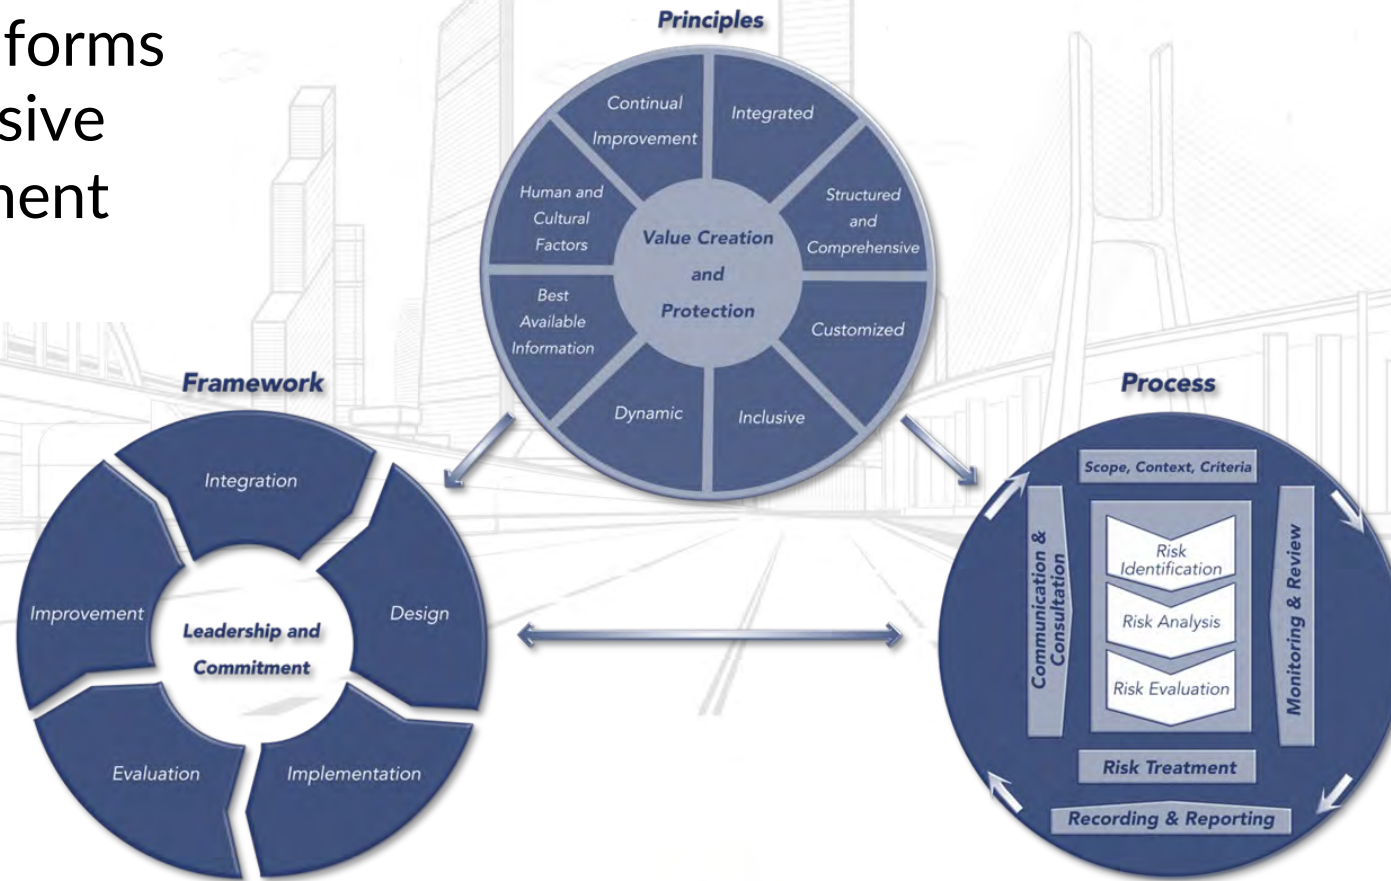 forms
sive
nent
Principles
Continual
Improvement
Integrated
Human and
Cultural
Factors
Structured
and
Comprehensive
Value Creation
and
Protection
Best
Available
Information
Customized
Dynamic
Inclusive
Framework
Integration
Improvement
Design
Leadership and
Commitment
Evaluation
Implementation
Process
Scope, Context, Criteria
Communication &
Consultation
Risk
Identification
Risk Analysis
Risk Evaluation
Monitoring & Review
Risk Treatment
Recording & Reporting